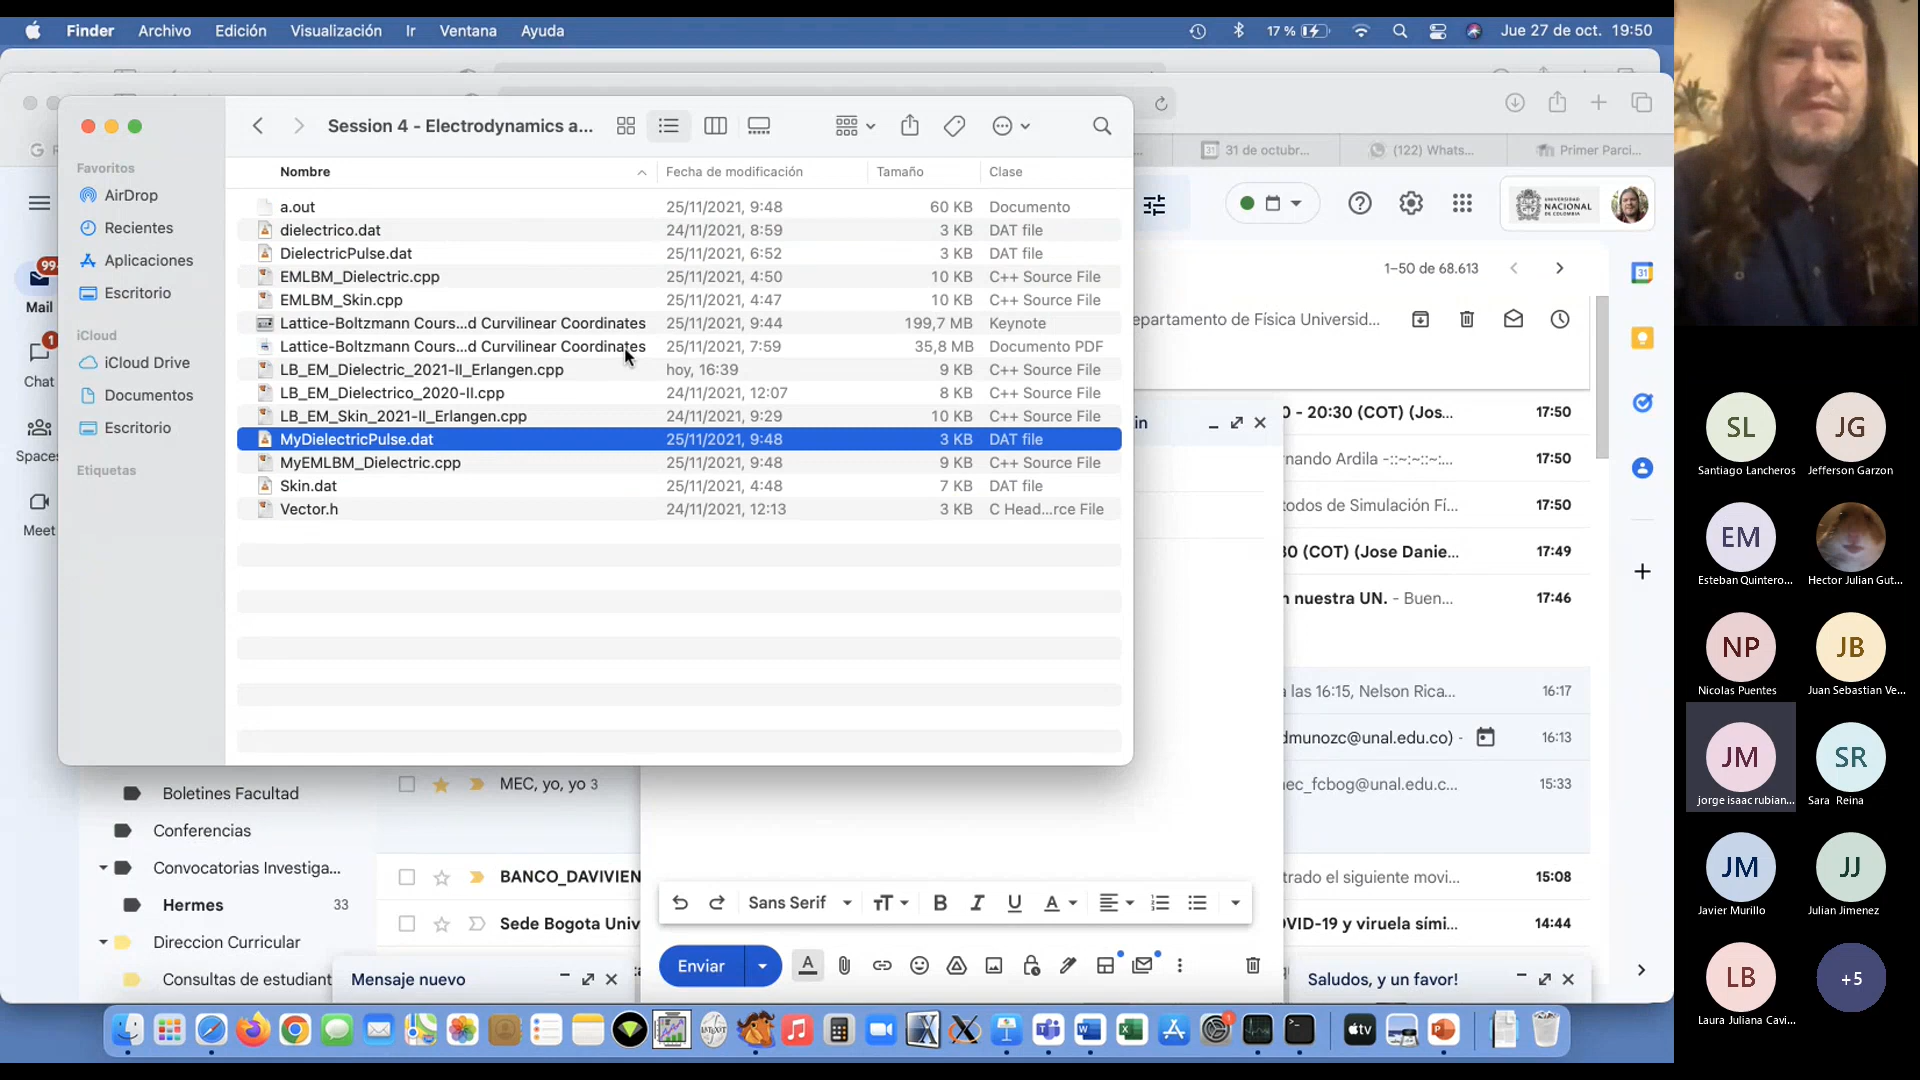 Finder Archivo Edición Visualización Ir Ventana Ayuda 17 % Jue 27 de oct. 19:50
Session 4 - Electrodynamics a...
Favoritos
AirDrop
Recientes
Aplicaciones
Escritorio
iCloud
iCloud Drive
Documentos
Escritorio
Etiquetas
Nombre Fecha de modificación Tamaño Clase
a.out 25/11/2021, 9:48 60 KB Documento
dielectrico.dat 24/11/2021, 8:59 3 KB DAT file
DielectricPulse.dat 25/11/2021, 6:52 3 KB DAT file
EMLBM_Dielectric.cpp 25/11/2021, 4:50 10 KB C++ Source File
EMLBM_Skin.cpp 25/11/2021, 4:47 10 KB C++ Source File
Lattice-Boltzmann Cours...d Curvilinear Coordinates 25/11/2021, 9:44 199,7 MB Keynote
Lattice-Boltzmann Cours...d Curvilinear Coordinates 25/11/2021, 7:59 35,8 MB Documento PDF
LB_EM_Dielectric_2021-II_Erlangen.cpp hoy, 16:39 9 KB C++ Source File
LB_EM_Dielectrico_2020-II.cpp 24/11/2021, 12:07 8 KB C++ Source File
LB_EM_Skin_2021-II_Erlangen.cpp 24/11/2021, 9:29 10 KB C++ Source File
MyDielectricPulse.dat 25/11/2021, 9:48 3 KB DAT file
MyEMLBM_Dielectric.cpp 25/11/2021, 9:48 9 KB C++ Source File
Skin.dat 25/11/2021, 4:48 7 KB DAT file
Vector.h 24/11/2021, 12:13 3 KB C Head...rce File
31 de octubr...
(122) Whats...
Primer Parci...
UNIVERSIDAD
NACIONAL
DE COLOMBIA
1–50 de 68.613
epartamento de Física Universid...
0 - 20:30 (COT) (Jos... 17:50
rnando Ardila -::~:~::~:... 17:50
todos de Simulación Fí... 17:50
30 (COT) (Jose Danie... 17:49
n nuestra UN. - Buen... 17:46
a las 16:15, Nelson Rica... 16:17
dmunozc@unal.edu.co) - 16:13
nec_fcbog@unal.edu.c... 15:33
trado el siguiente movi... 15:08
OVID-19 y viruela sími... 14:44
in
99
Mail
1
Chat
Spaces
Meet
Boletines Facultad
Conferencias
Convocatorias Investiga...
Hermes 33
Direccion Curricular
Consultas de estudiant
MEC, yo, yo 3
BANCO_DAVIVIEN
Sede Bogota Univ
Sans Serif
Enviar
Mensaje nuevo
Saludos, y un favor!
31
SL
Santiago Lancheros
JG
Jefferson Garzon
EM
Esteban Quintero...
Hector Julian Gut...
NP
Nicolas Puentes
JB
Juan Sebastian Ve...
JM
jorge isaac rubian...
SR
Sara Reina
JM
Javier Murillo
JJ
Julian Jimenez
LB
Laura Juliana Cavi...
+5